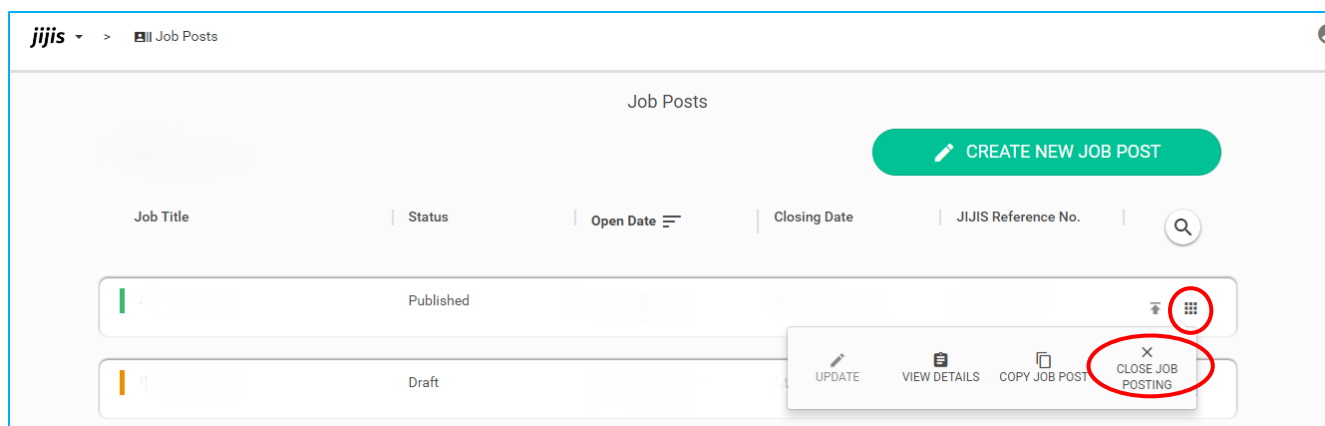 jijis > Job Posts
Job Posts
CREATE NEW JOB POST
Job Title Status Open Date Closing Date JIJIS Reference No.
Published
UPDATE VIEW DETAILS COPY JOB POST CLOSE JOB
POSTING
Draft